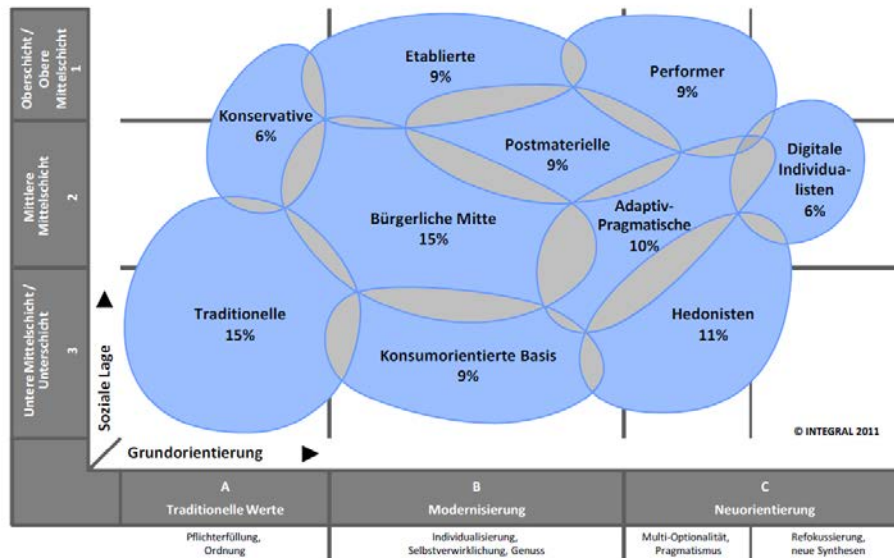 Oberschicht /
Obere
Mittelschicht
1
Mittlere
Mittelschicht
2
Untere Mittelschicht /
Unterschicht
3
Soziale Lage
Grundorientierung
Etablierte
9%
Performer
9%
Konservative
6%
Postmaterielle
9%
Digitale
Individua-
listen
6%
Bürgerliche Mitte
15%
Adaptiv-
Pragmatische
10%
Traditionelle
15%
Hedonisten
11%
Konsumorientierte Basis
9%
© INTEGRAL 2011
A
Traditionelle Werte
B
Modernisierung
C
Neuorientierung
Pflichterfüllung,
Ordnung
Individualisierung,
Selbstverwirklichung, Genuss
Multi-Optionalität,
Pragmatismus
Refokussierung,
neue Synthesen